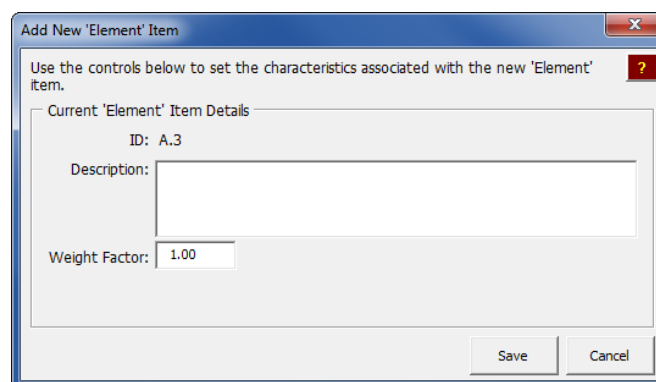 Add New 'Element' Item
X
Use the controls below to set the characteristics associated with the new 'Element'
item.
?
Current 'Element' Item Details
ID: A.3
Description:
Weight Factor: 1.00
Save Cancel